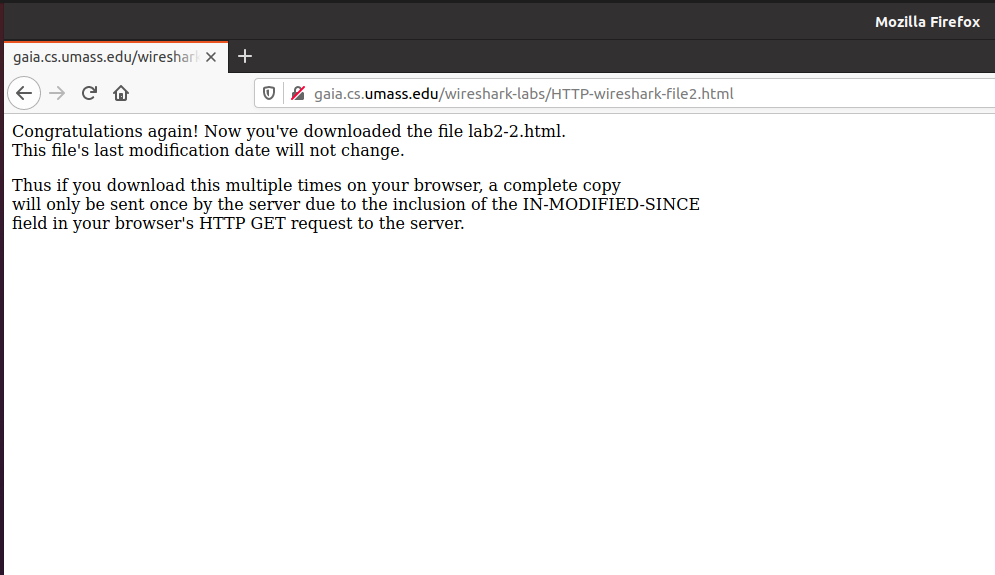 Mozilla Firefox
gaia.cs.umass.edu/wireshar
gaia.cs.umass.edu/wireshark-labs/HTTP-wireshark-file2.html
Congratulations again! Now you've downloaded the file lab2-2.html.
This file's last modification date will not change.
Thus if you download this multiple times on your browser, a complete copy
will only be sent once by the server due to the inclusion of the IN-MODIFIED-SINCE
field in your browser's HTTP GET request to the server.